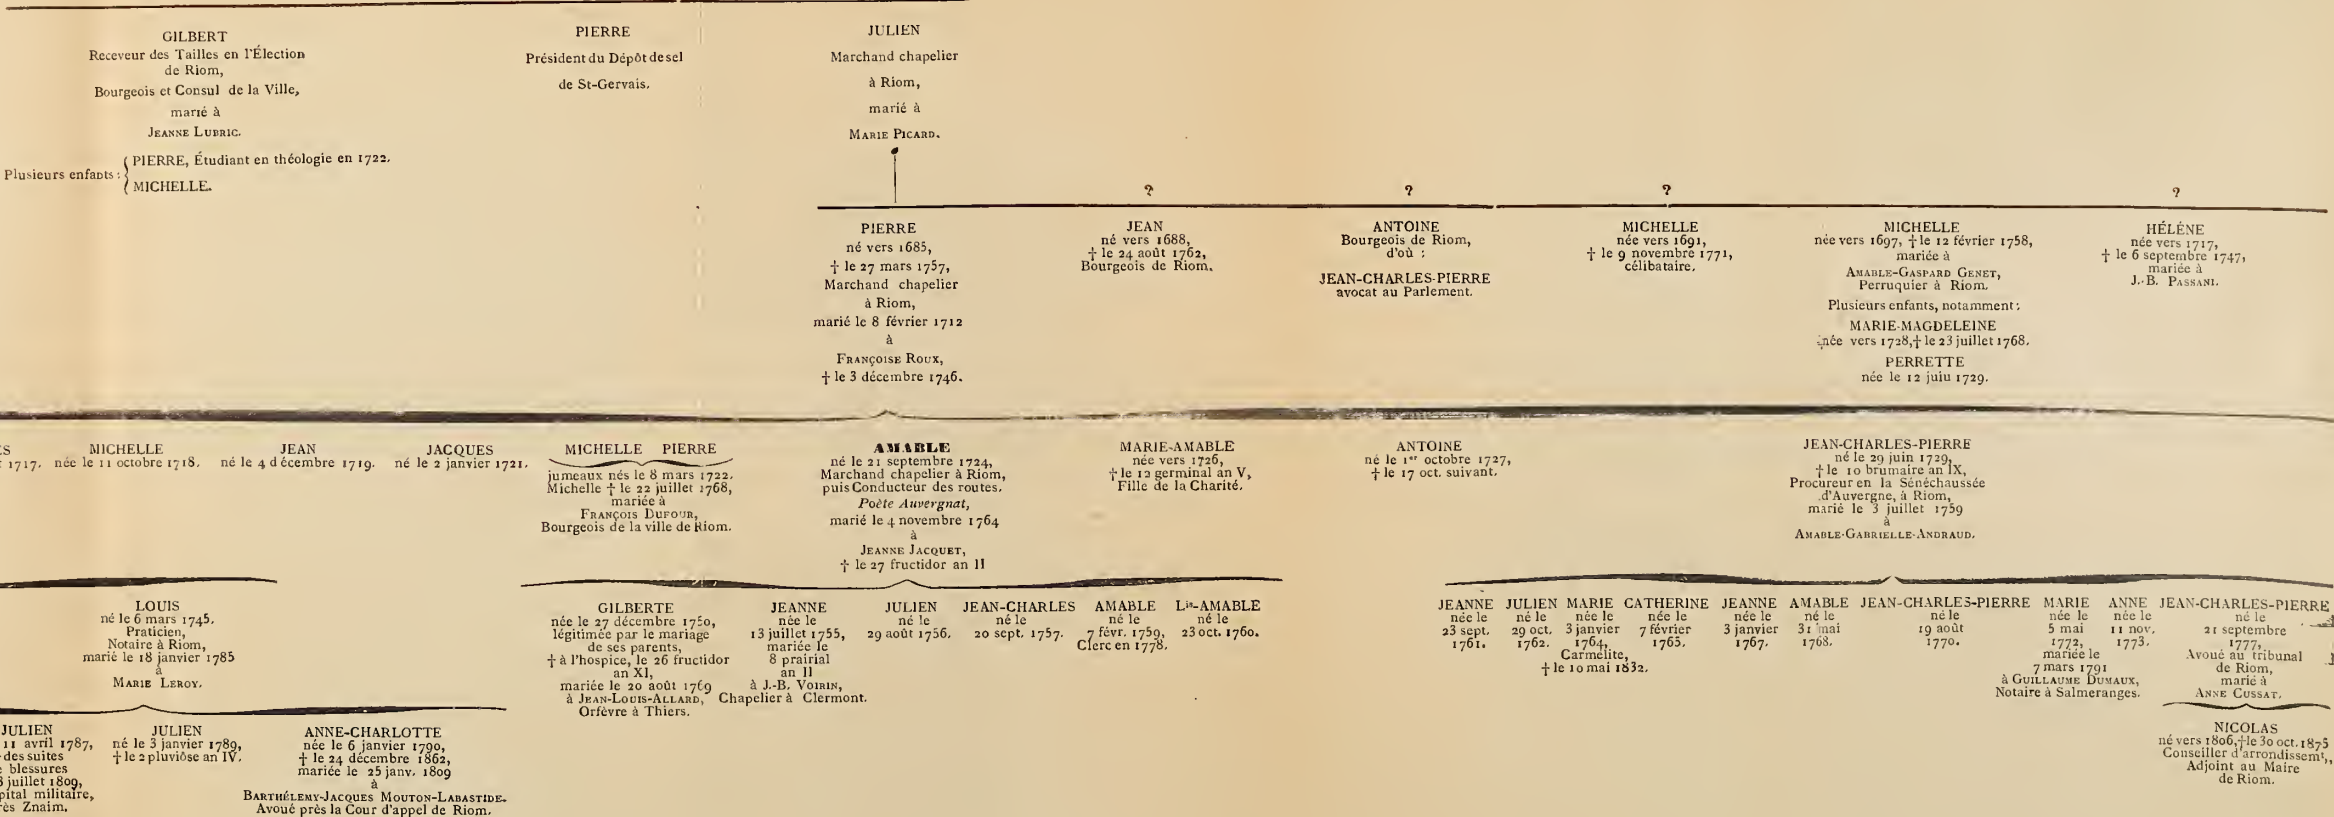 GILBERT
Receveur des Tailles en l'Élection
de Riom,
Bourgeois et Consul de la Ville,
marié à
JEANNE LUBRIC.
Plusieurs enfants :
PIERRE, Étudiant en théologie en 1722.
MICHELLE.
PIERRE
Président du Dépôt de sel
de St-Gervais.
JULIEN
Marchand chapelier
à Riom,
marié à
MARIE PICARD.
PIERRE
né vers 1685,
† le 27 mars 1757,
Marchand chapelier
à Riom,
marié le 8 février 1712
à
FRANÇOISE ROUX,
† le 3 décembre 1746.
?
JEAN
né vers 1688,
† le 24 août 1762,
Bourgeois de Riom.
?
ANTOINE
Bourgeois de Riom,
d'où :
JEAN-CHARLES-PIERRE
avocat au Parlement.
?
MICHELLE
née vers 1691,
† le 9 novembre 1771,
célibataire.
MICHELLE
née vers 1697, † le 12 février 1758,
mariée à
AMABLE-GASPARD GENET,
Perruquier à Riom.
Plusieurs enfants, notamment :
MARIE-MAGDELEINE
née vers 1728, † le 23 juillet 1768.
PERRETTE
née le 12 juiu 1729.
?
HÉLÈNE
née vers 1717,
† le 6 septembre 1747,
mariée à
J.-B. PASSANI.
ES
1717.
MICHELLE
née le 11 octobre 1718.
JEAN
né le 4 décembre 1719.
JACQUES
né le 2 janvier 1721.
MICHELLE PIERRE
jumeaux nés le 8 mars 1722.
Michelle † le 22 juillet 1768,
mariée à
FRANÇOIS DUFOUR,
Bourgeois de la ville de Riom.
AMABLE
né le 21 septembre 1724,
Marchand chapelier à Riom,
puis Conducteur des routes.
Poète Auvergnat,
marié le 4 novembre 1764
à
JEANNE JACQUET,
† le 27 fructidor an II
MARIE-AMABLE
née vers 1726,
† le 12 germinal an V,
Fille de la Charité.
ANTOINE
né le 1er octobre 1727,
† le 17 oct. suivant.
JEAN-CHARLES-PIERRE
né le 29 juin 1729,
† le 10 brumaire an IX,
Procureur en la Sénéchaussée
d'Auvergne, à Riom,
marié le 3 juillet 1759
à
AMABLE-GABRIELLE-ANDRAUD.
LOUIS
né le 6 mars 1745,
Praticien,
Notaire à Riom,
marié le 18 janvier 1785
à
MARIE LEROY.
GILBERTE
née le 27 décembre 1750,
légitimée par le mariage
de ses parents,
† à l'hospice, le 26 fructidor
an XI,
mariée le 20 août 1769
à JEAN-LOUIS-ALLARD,
Orfèvre à Thiers.
JEANNE
née le
13 juillet 1755,
mariée le
8 prairial
an II
à J.-B. VOIRIN,
Chapelier à Clermont.
JULIEN
né le
29 août 1756.
JEAN-CHARLES
né le
20 sept. 1757.
AMABLE
né le
7 févr. 1759,
Clerc en 1778.
Lis-AMABLE
né le
23 oct. 1760.
JEANNE
née le
23 sept.
1761.
JULIEN
né le
29 oct.
1762.
MARIE
née le
3 janvier
1764,
Carmélite,
† le 10 mai 1832.
CATHERINE
née le
7 février
1765.
JEANNE
née le
3 janvier
1767.
AMABLE
né le
31 mai
1768.
JEAN-CHARLES-PIERRE
né le
19 août
1770.
MARIE
née le
5 mai
1772,
mariée le
7 mars 1791
à GUILLAUME DUMAUX,
Notaire à Salmeranges.
ANNE
née le
11 nov.
1773.
JEAN-CHARLES-PIERRE
né le
21 septembre
1777,
Avoué au tribunal
de Riom,
marié à
ANNE CUSSAT.
JULIEN
11 avril 1787,
des suites
blessures
juillet 1809,
pital militaire,
rès Znaim.
JULIEN
né le 3 janvier 1789,
† le 2 pluviôse an IV.
ANNE-CHARLOTTE
née le 6 janvier 1790,
† le 24 décembre 1862,
mariée le 25 janv. 1809
à
BARTHÉLEMY-JACQUES MOUTON-LABASTIDE.
Avoué près la Cour d'appel de Riom.
NICOLAS
né vers 1806, † le 30 oct. 1875
Conseiller d'arrondissemt,
Adjoint au Maire
de Riom.